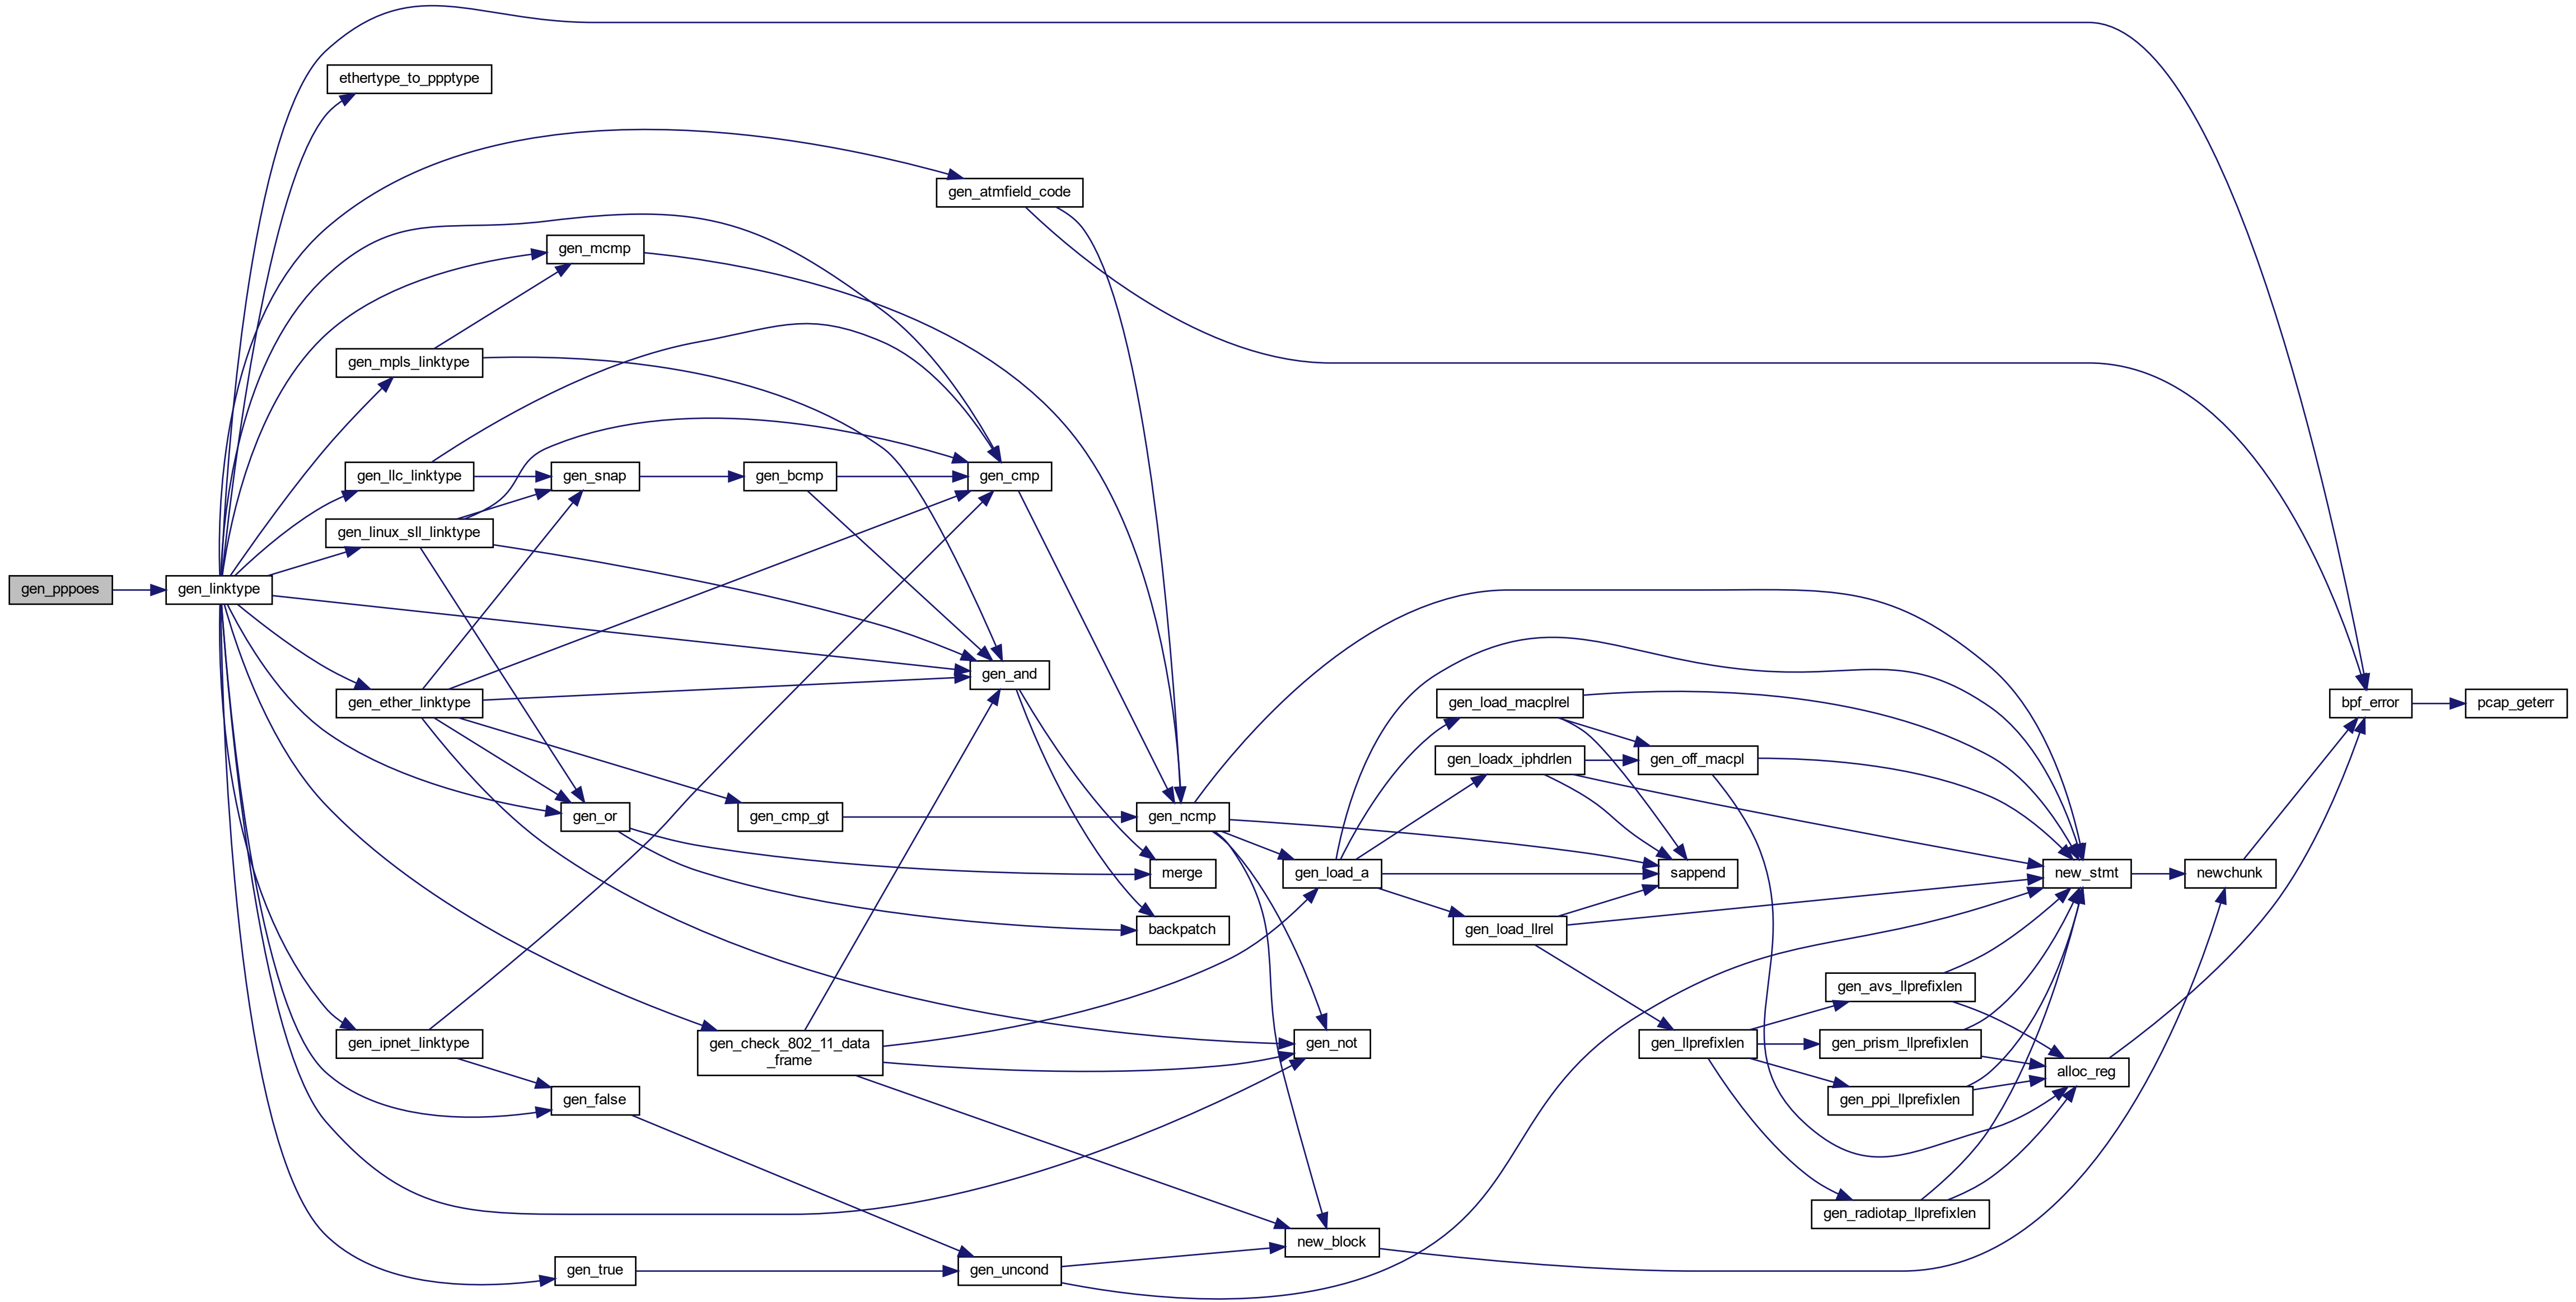 ethertype_to_ppptype
gen_atmfield_code
gen_mcmp
gen_mpls_linktype
gen_llc_linktype
gen_snap
gen_bcmp
gen_cmp
gen_linux_sll_linktype
gen_pppoes
gen_linktype
gen_and
gen_ether_linktype
gen_load_macplrel
bpf_error
pcap_geterr
gen_loadx_iphdrlen
gen_off_macpl
gen_or
gen_cmp_gt
gen_ncmp
merge
gen_load_a
sappend
new_stmt
newchunk
backpatch
gen_load_llrel
gen_avs_llprefixlen
gen_ipnet_linktype
gen_check_802_11_data
_frame
gen_not
gen_llprefixlen
gen_prism_llprefixlen
alloc_reg
gen_false
gen_ppi_llprefixlen
gen_radiotap_llprefixlen
new_block
gen_true
gen_uncond